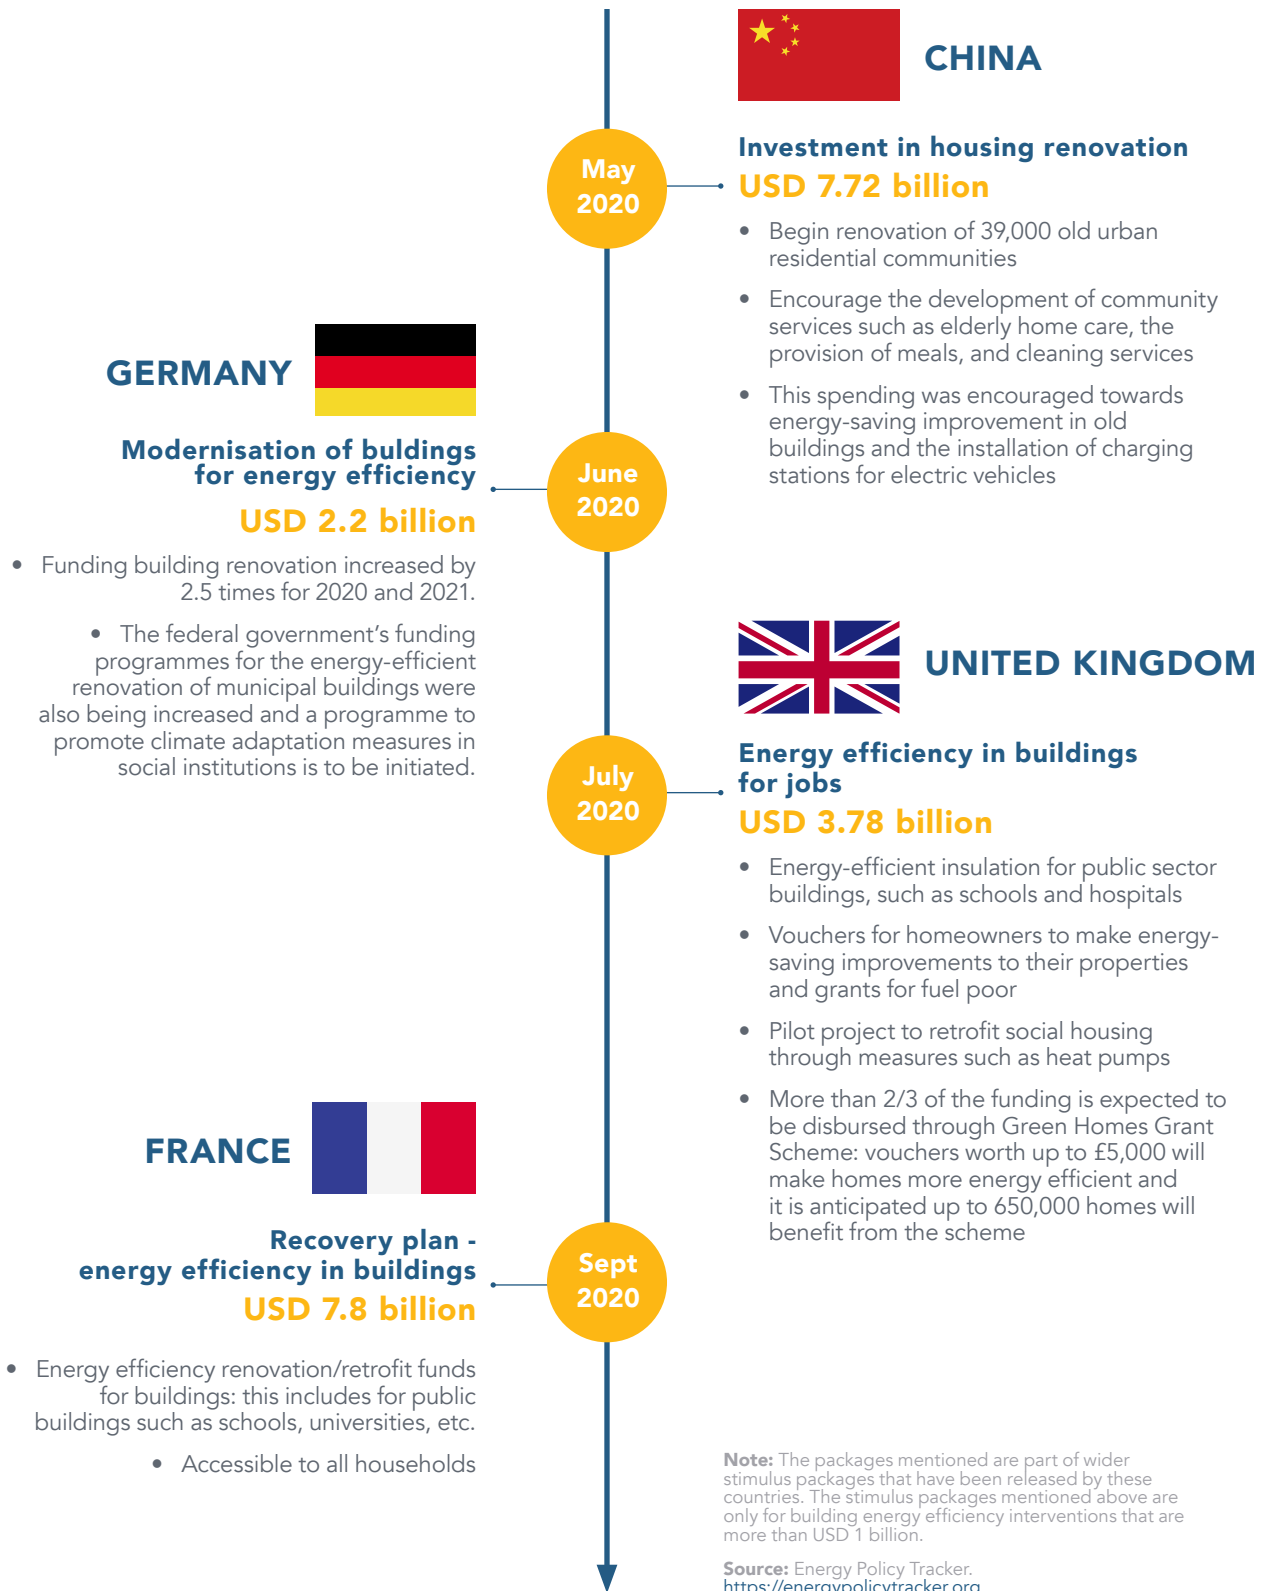 CHINA
May
2020
Investment in housing renovation
USD 7.72 billion
• Begin renovation of 39,000 old urban
residential communities
• Encourage the development of community
services such as elderly home care, the
provision of meals, and cleaning services
• This spending was encouraged towards
energy-saving improvement in old
buildings and the installation of charging
stations for electric vehicles
GERMANY
June
2020
Modernisation of buldings
for energy efficiency
USD 2.2 billion
• Funding building renovation increased by
2.5 times for 2020 and 2021.
• The federal government’s funding
programmes for the energy-efficient
renovation of municipal buildings were
also being increased and a programme to
promote climate adaptation measures in
social institutions is to be initiated.
UNITED KINGDOM
July
2020
Energy efficiency in buildings
for jobs
USD 3.78 billion
• Energy-efficient insulation for public sector
buildings, such as schools and hospitals
• Vouchers for homeowners to make energy-
saving improvements to their properties
and grants for fuel poor
• Pilot project to retrofit social housing
through measures such as heat pumps
• More than 2/3 of the funding is expected to
be disbursed through Green Homes Grant
Scheme: vouchers worth up to £5,000 will
make homes more energy efficient and
it is anticipated up to 650,000 homes will
benefit from the scheme
FRANCE
Sept
2020
Recovery plan -
energy efficiency in buildings
USD 7.8 billion
• Energy efficiency renovation/retrofit funds
for buildings: this includes for public
buildings such as schools, universities, etc.
• Accessible to all households
Note: The packages mentioned are part of wider
stimulus packages that have been released by these
countries. The stimulus packages mentioned above are
only for building energy efficiency interventions that are
more than USD 1 billion.
Source: Energy Policy Tracker.
https://energypolicytracker.org